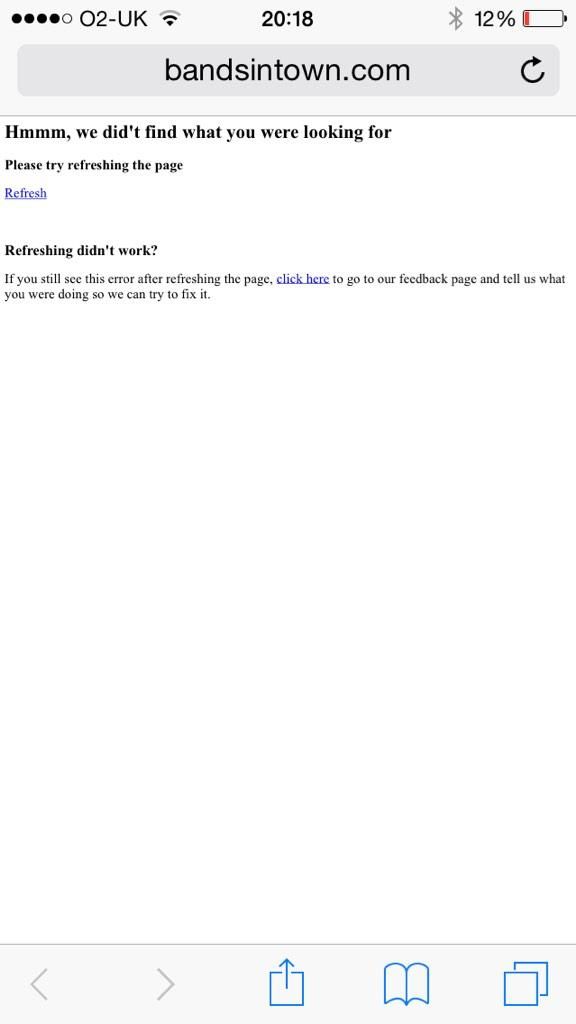 O2-UK 20:18 12%
bandsintown.com
Hmmm, we did't find what you were looking for
Please try refreshing the page
Refresh
Refreshing didn't work?
If you still see this error after refreshing the page, click here to go to our feedback page and tell us what
you were doing so we can try to fix it.